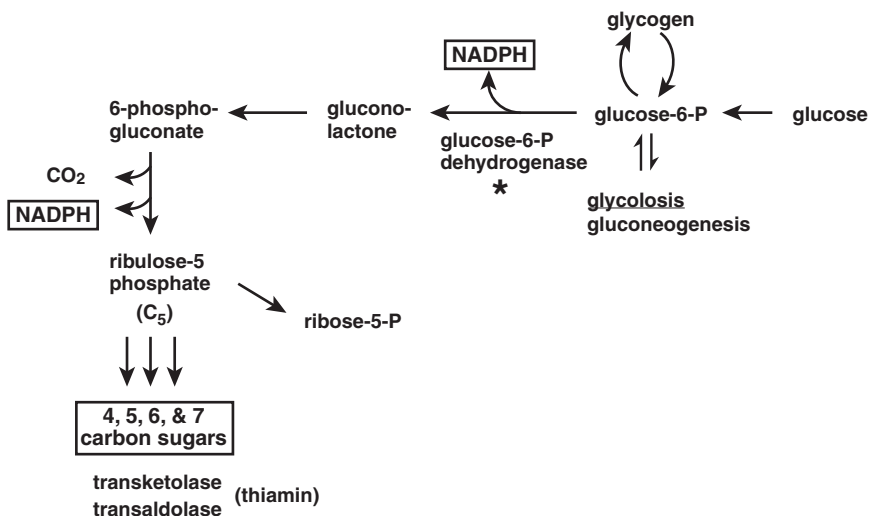 glycogen
NADPH
6-phospho-
gluconate
glucono-
lactone
glucose-6-P
glucose
glucose-6-P
dehydrogenase
*
CO2
NADPH
glycolosis
gluconeogenesis
ribulose-5
phosphate
(C5)
ribose-5-P
4, 5, 6, & 7
carbon sugars
transketolase
transaldolase
(thiamin)